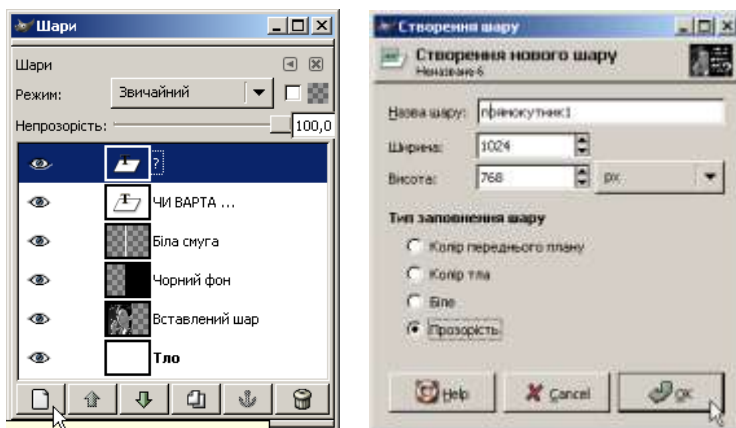 Шари
Шари
Режим: Звичайний
Непрозорість: 100,0
?
ЧИ ВАРТА ...
Біла смуга
Чорний фон
Вставлений шар
Тло
Створення шару
Створення нового шару
Неназване-6
Назва шару: прямокутник1
Ширина: 1024
Висота: 768 px
Тип заповнення шару
Колір переднього плану
Колір тла
Біле
Прозорість
Help Cancel OK